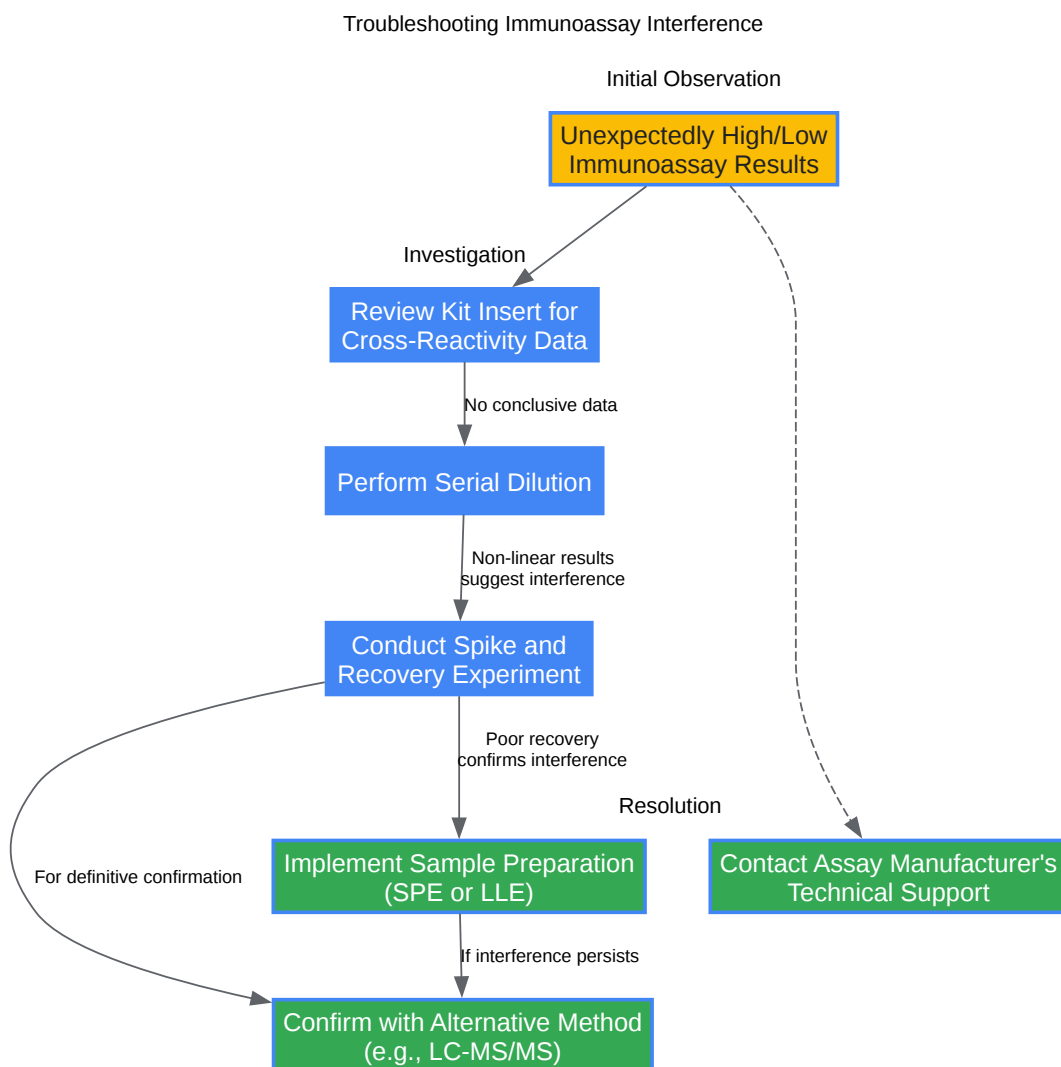 Troubleshooting Immunoassay Interference
Initial Observation
Unexpectedly High/Low
Immunoassay Results
Investigation
Review Kit Insert for
Cross-Reactivity Data
No conclusive data
Perform Serial Dilution
Non-linear results
suggest interference
Conduct Spike and
Recovery Experiment
Poor recovery
confirms interference
Resolution
Implement Sample Preparation
(SPE or LLE)
Contact Assay Manufacturer's
Technical Support
For definitive confirmation
If interference persists
Confirm with Alternative Method
(e.g., LC-MS/MS)